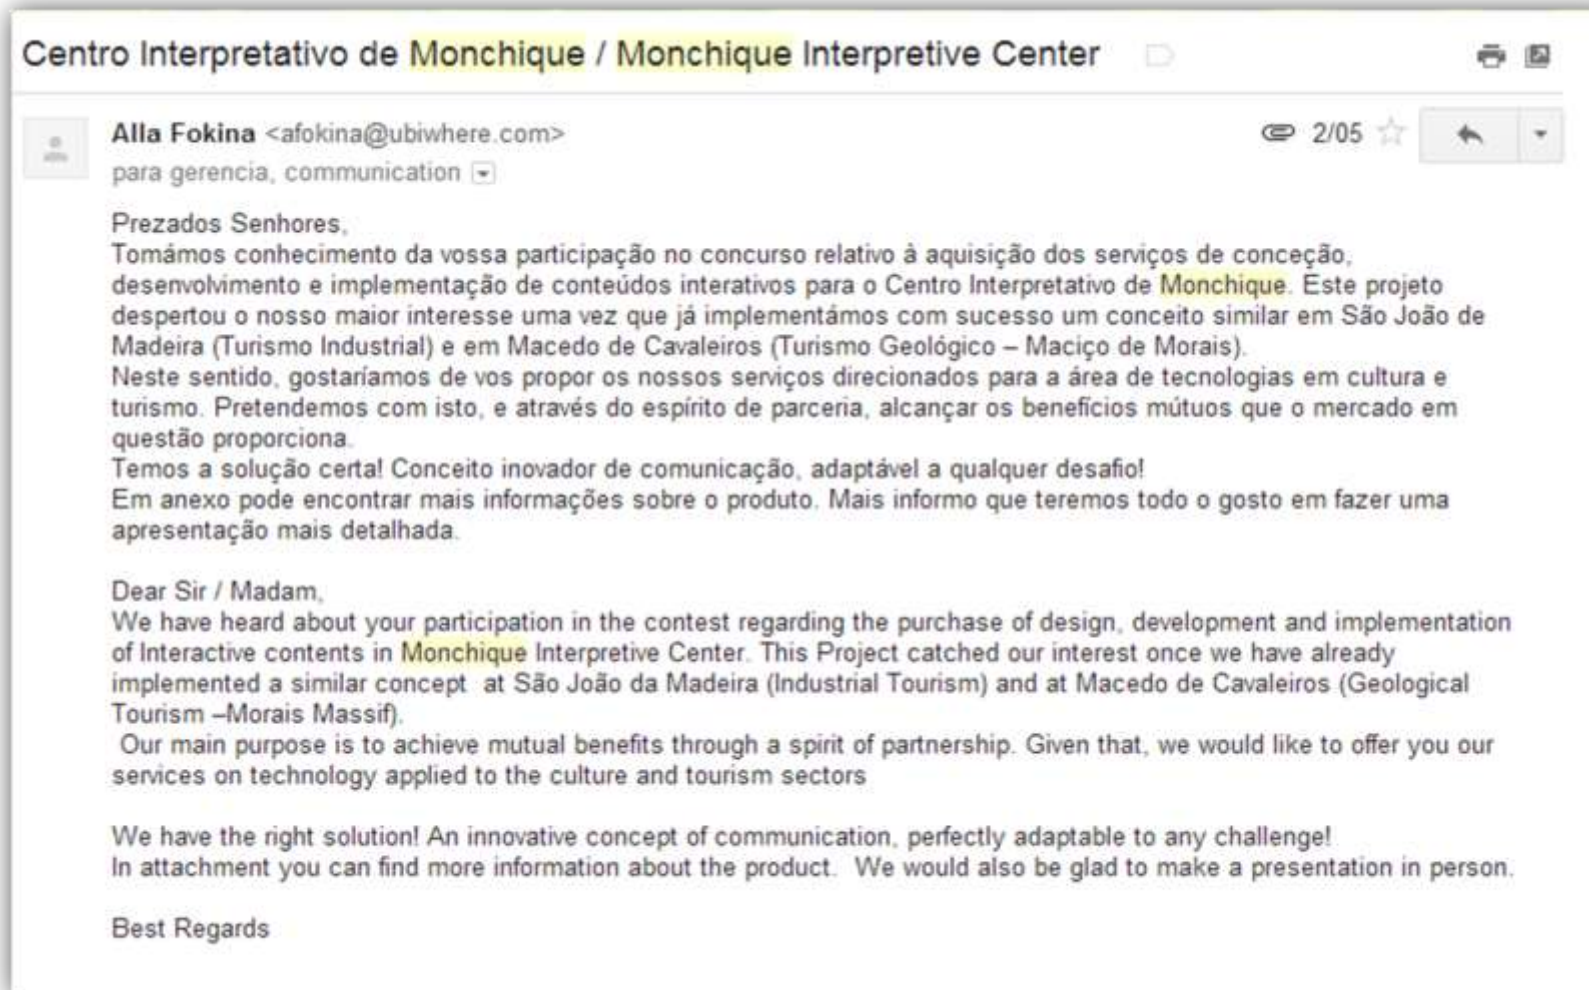 Centro Interpretativo de Monchique / Monchique Interpretive Center
Alla Fokina <afokina@ubiwhere.com>
2/05
para gerencia, communication
Prezados Senhores,
Tomámos conhecimento da vossa participação no concurso relativo à aquisição dos serviços de conceção,
desenvolvimento e implementação de conteúdos interativos para o Centro Interpretativo de Monchique. Este projeto
despertou o nosso maior interesse uma vez que já implementámos com sucesso um conceito similar em São João de
Madeira (Turismo Industrial) e em Macedo de Cavaleiros (Turismo Geológico – Maciço de Morais).
Neste sentido, gostaríamos de vos propor os nossos serviços direcionados para a área de tecnologias em cultura e
turismo. Pretendemos com isto, e através do espírito de parceria, alcançar os benefícios mútuos que o mercado em
questão proporciona.
Temos a solução certa! Conceito inovador de comunicação, adaptável a qualquer desafio!
Em anexo pode encontrar mais informações sobre o produto. Mais informo que teremos todo o gosto em fazer uma
apresentação mais detalhada.
Dear Sir / Madam,
We have heard about your participation in the contest regarding the purchase of design, development and implementation
of Interactive contents in Monchique Interpretive Center. This Project catched our interest once we have already
implemented a similar concept  at São João da Madeira (Industrial Tourism) and at Macedo de Cavaleiros (Geological
Tourism –Morais Massif).
Our main purpose is to achieve mutual benefits through a spirit of partnership. Given that, we would like to offer you our
services on technology applied to the culture and tourism sectors
We have the right solution! An innovative concept of communication, perfectly adaptable to any challenge!
In attachment you can find more information about the product.  We would also be glad to make a presentation in person.
Best Regards